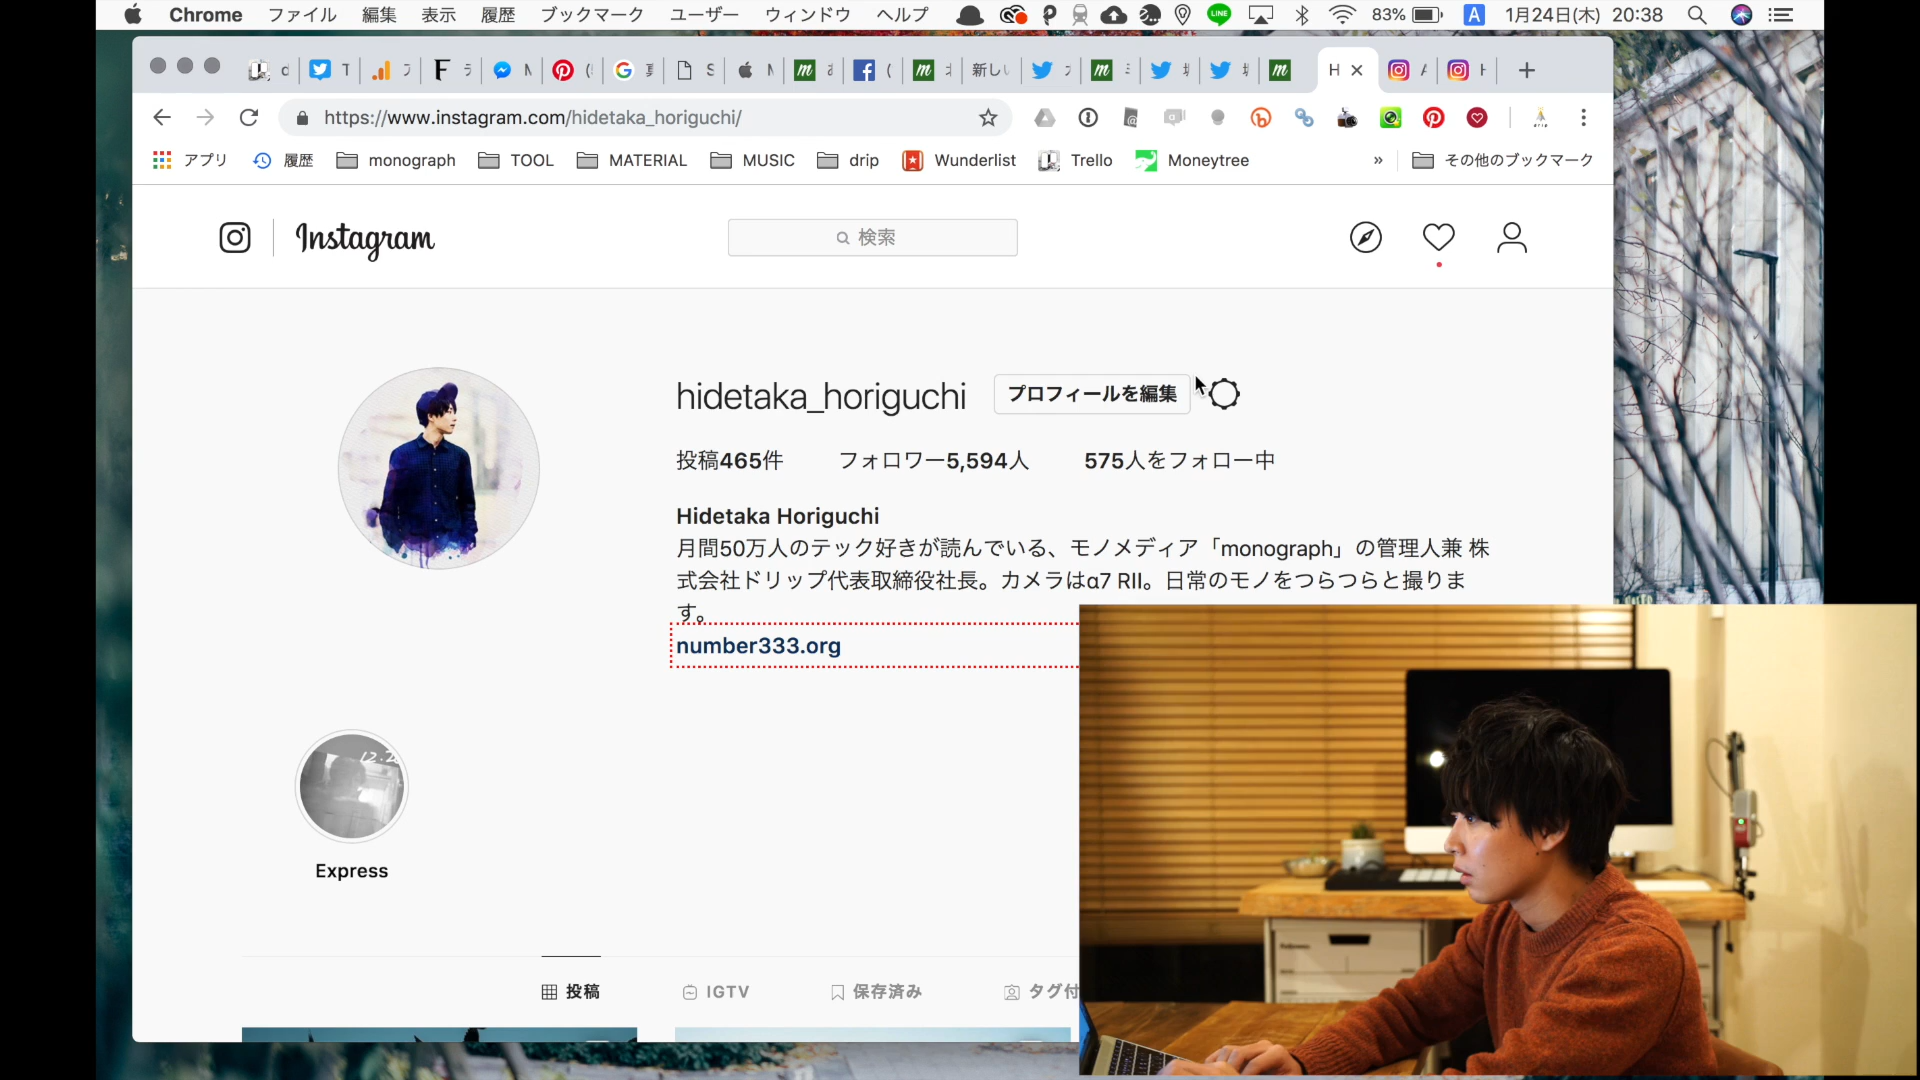 Chrome ファイル 編集 表示 履歴 ブックマーク ユーザー ウィンドウ ヘルプ LINE 83% A 1月24日(木) 20:38
新し
H
https://www.instagram.com/hidetaka_horiguchi/
アプリ 履歴 monograph TOOL MATERIAL MUSIC drip Wunderlist Trello Moneytree » その他のブックマーク
Instagram 検索
hidetaka_horiguchi プロフィールを編集
投稿465件 フォロワー5,594人 575人をフォロー中
Hidetaka Horiguchi
月間50万人のテック好きが読んでいる、モノメディア「monograph」の管理人兼 株
式会社ドリップ代表取締役社長。カメラはα7 RII。日常のモノをつらつらと撮りま
す。
number333.org
Express
投稿 IGTV 保存済み タグ付